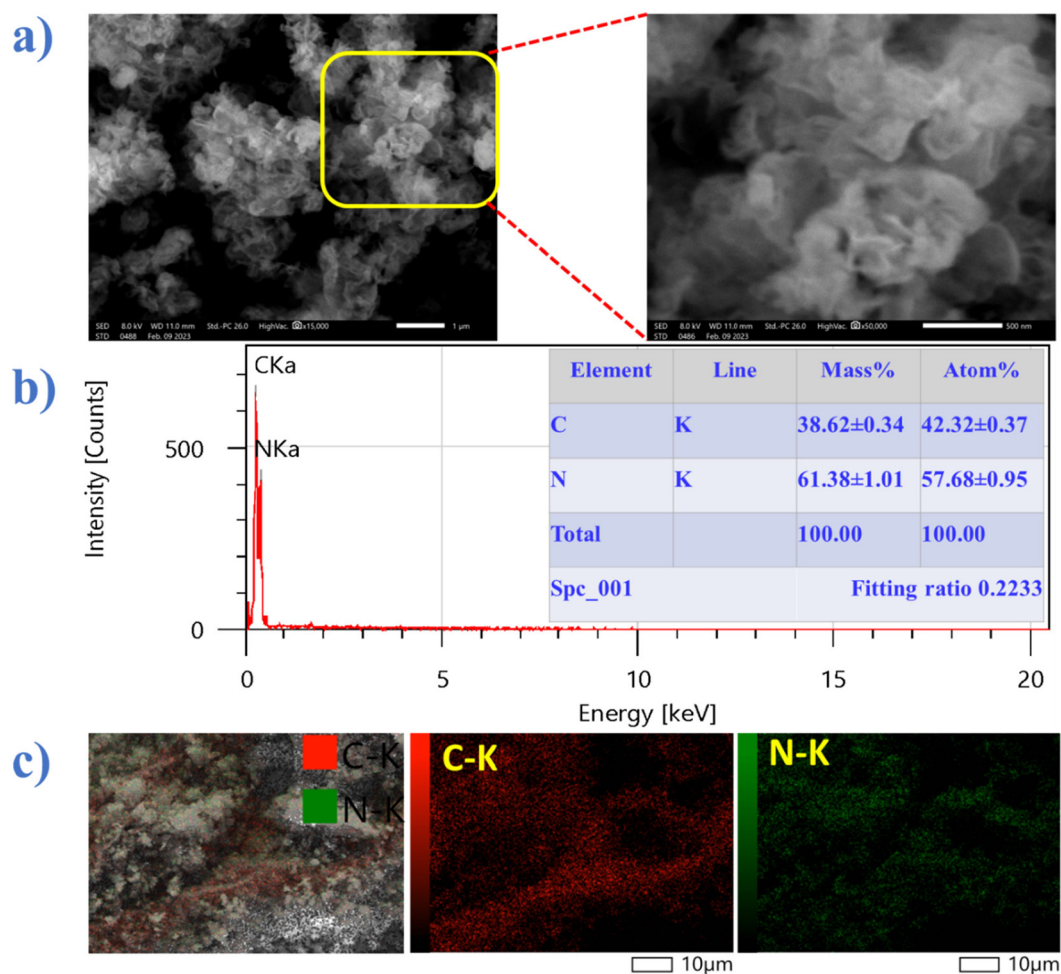 a)
SED 8.0 kV WD 11.0 mm Std.-PC 26.0 HighVac. x15,000 1 μm
STD 0488 Feb. 09 2023
SED 8.0 kV WD 11.0 mm Std.-PC 26.0 HighVac. x50,000 500 nm
STD 0486 Feb. 09 2023
b)
CKa
NKa
Intensity [Counts]
500
0
0 5 10 15 20
Energy [keV]
Element Line Mass% Atom%
C K 38.62±0.34 42.32±0.37
N K 61.38±1.01 57.68±0.95
Total 100.00 100.00
Spc_001 Fitting ratio 0.2233
c)
C-K
N-K
C-K
10μm
N-K
10μm